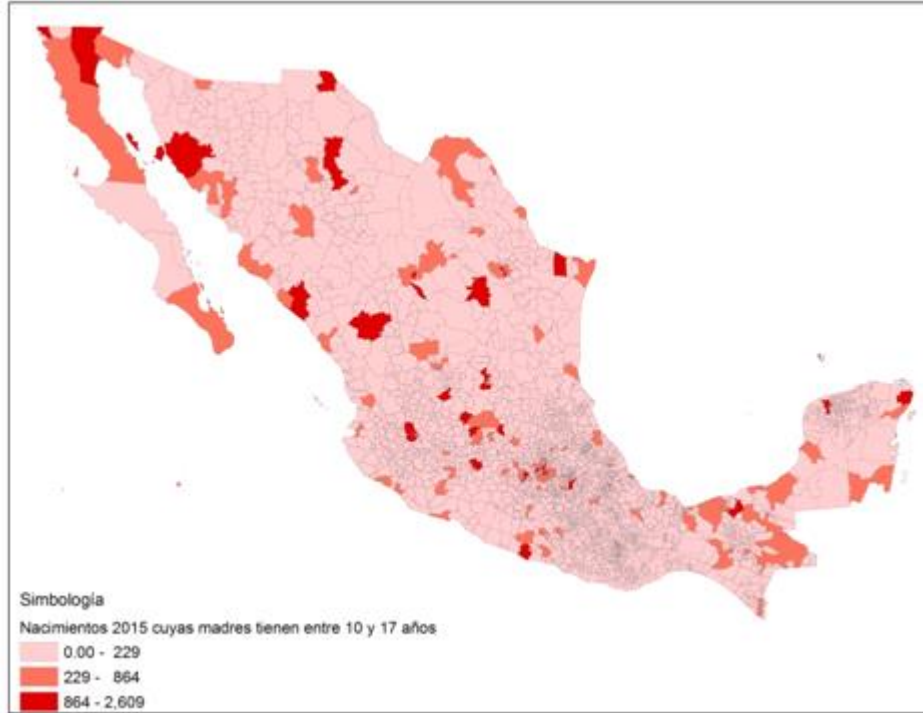 Simbología
Nacimientos 2015 cuyas madres tienen entre 10 y 17 años
0.00 - 229
229 - 864
864 - 2,609